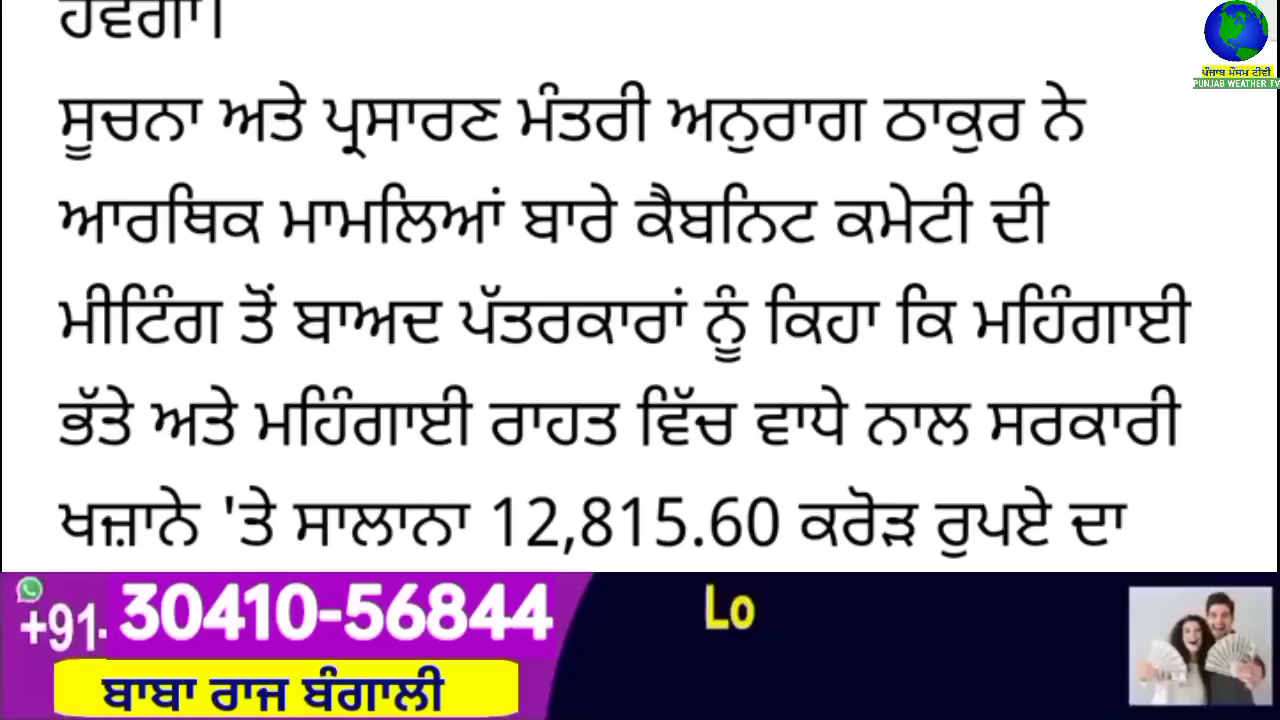 ਹੋਵੇਗਾ।
ਸੂਚਨਾ ਅਤੇ ਪ੍ਰਸਾਰਣ ਮੰਤਰੀ ਅਨੁਰਾਗ ਠਾਕੁਰ ਨੇ
ਆਰਥਿਕ ਮਾਮਲਿਆਂ ਬਾਰੇ ਕੈਬਨਿਟ ਕਮੇਟੀ ਦੀ
ਮੀਟਿੰਗ ਤੋਂ ਬਾਅਦ ਪੱਤਰਕਾਰਾਂ ਨੂੰ ਕਿਹਾ ਕਿ ਮਹਿੰਗਾਈ
ਭੱਤੇ ਅਤੇ ਮਹਿੰਗਾਈ ਰਾਹਤ ਵਿੱਚ ਵਾਧੇ ਨਾਲ ਸਰਕਾਰੀ
ਖਜ਼ਾਨੇ 'ਤੇ ਸਾਲਾਨਾ 12,815.60 ਕਰੋੜ ਰੁਪਏ ਦਾ
ਪੰਜਾਬ ਮੌਸਮ ਟੀਵੀ
PUNJAB WEATHER TV
+91- 30410-56844
ਬਾਬਾ ਰਾਜ ਬੰਗਾਲੀ
Lo